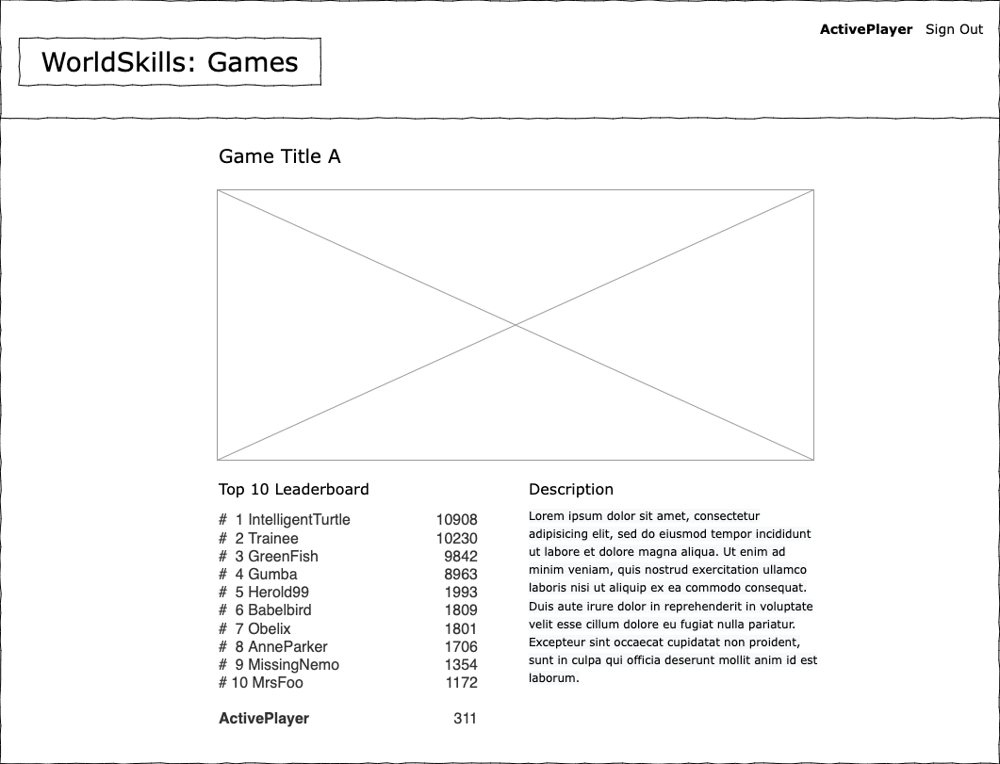 ActivePlayer Sign Out
WorldSkills: Games
Game Title A
Top 10 Leaderboard
# 1 IntelligentTurtle 10908
# 2 Trainee 10230
# 3 GreenFish 9842
# 4 Gumba 8963
# 5 Herold99 1993
# 6 Babelbird 1809
# 7 Obelix 1801
# 8 AnneParker 1706
# 9 MissingNemo 1354
# 10 MrsFoo 1172
ActivePlayer 311
Description
Lorem ipsum dolor sit amet, consectetur
adipisicing elit, sed do eiusmod tempor incididunt
ut labore et dolore magna aliqua. Ut enim ad
minim veniam, quis nostrud exercitation ullamco
laboris nisi ut aliquip ex ea commodo consequat.
Duis aute irure dolor in reprehenderit in voluptate
velit esse cillum dolore eu fugiat nulla pariatur.
Excepteur sint occaecat cupidatat non proident,
sunt in culpa qui officia deserunt mollit anim id est
laborum.